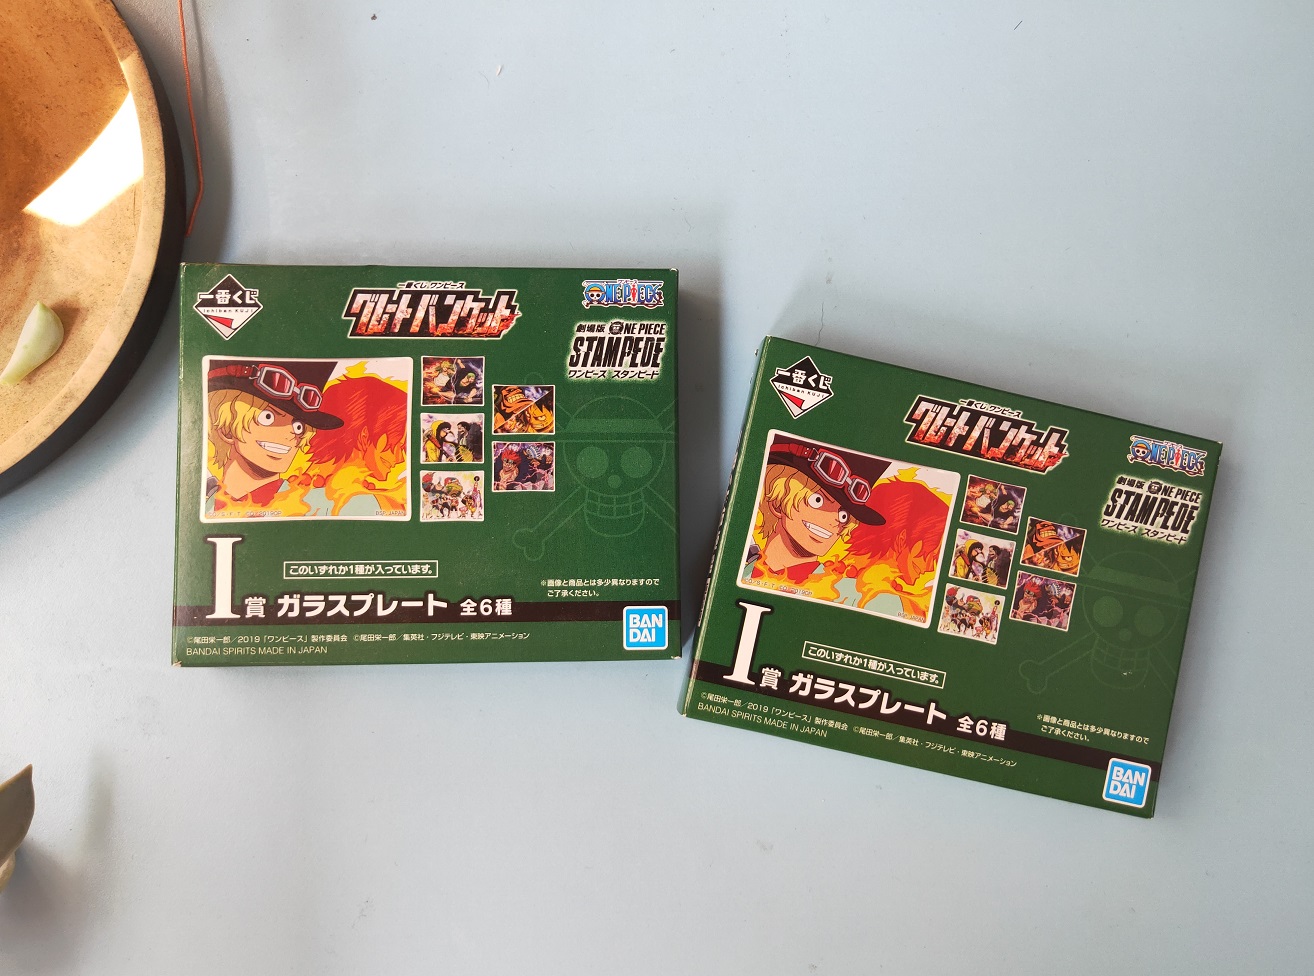 一番くじ
ichiban KUJI
一番くじ ワンピース
グレートバンケット
ONE PIECE
劇場版 ONE PIECE
STAMPEDE
ワンピース スタンピード
このいずれか1種が入っています。
I賞 ガラスプレート 全6種
※画像と商品とは多少異なりますので
ご了承ください。
©尾田栄一郎/2019「ワンピース」製作委員会 ©尾田栄一郎/集英社・フジテレビ・東映アニメーション
BANDAI SPIRITS MADE IN JAPAN
BAN
DAI
一番くじ
ichiban KUJI
一番くじ ワンピース
グレートバンケット
ONE PIECE
劇場版 ONE PIECE
STAMPEDE
ワンピース スタンピード
このいずれか1種が入っています。
I賞 ガラスプレート 全6種
※画像と商品とは多少異なりますので
ご了承ください。
©尾田栄一郎/2019「ワンピース」製作委員会 ©尾田栄一郎/集英社・フジテレビ・東映アニメーション
BANDAI SPIRITS MADE IN JAPAN
BAN
DAI